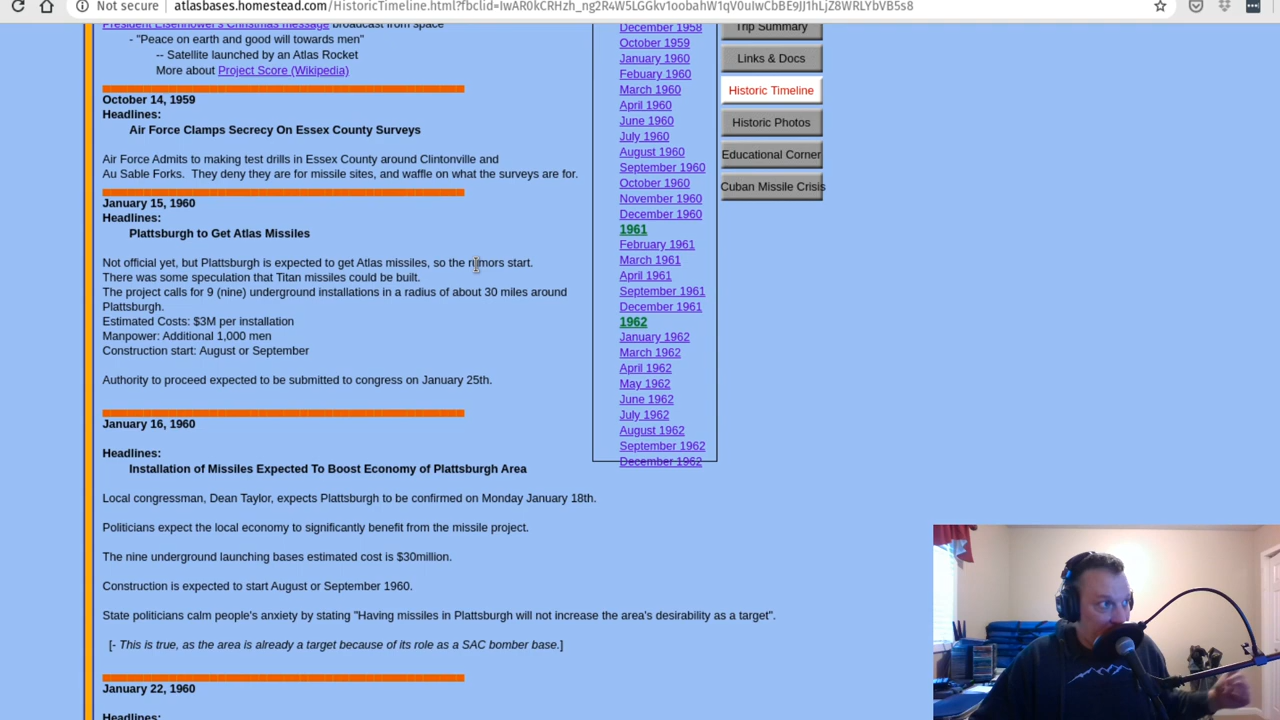 Not secure
atlasbases.homestead.com/HistoricTimeline.html?fbclid=IwAR0kCRHzh_ng2R4W5LGGkv1oobahW1qV0uIwCbBE9JJ1hLjZ8WRLYbVB5s8
President Eisenhower's Christmas message broadcast from space
- "Peace on earth and good will towards men"
-- Satellite launched by an Atlas Rocket
More about Project Score (Wikipedia)
October 14, 1959
Headlines:
Air Force Clamps Secrecy On Essex County Surveys
Air Force Admits to making test drills in Essex County around Clintonville and
Au Sable Forks. They deny they are for missile sites, and waffle on what the surveys are for.
January 15, 1960
Headlines:
Plattsburgh to Get Atlas Missiles
Not official yet, but Plattsburgh is expected to get Atlas missiles, so the rumors start.
There was some speculation that Titan missiles could be built.
The project calls for 9 (nine) underground installations in a radius of about 30 miles around
Plattsburgh.
Estimated Costs: $3M per installation
Manpower: Additional 1,000 men
Construction start: August or September
Authority to proceed expected to be submitted to congress on January 25th.
January 16, 1960
Headlines:
Installation of Missiles Expected To Boost Economy of Plattsburgh Area
Local congressman, Dean Taylor, expects Plattsburgh to be confirmed on Monday January 18th.
Politicians expect the local economy to significantly benefit from the missile project.
The nine underground launching bases estimated cost is $30million.
Construction is expected to start August or September 1960.
State politicians calm people's anxiety by stating "Having missiles in Plattsburgh will not increase the area's desirability as a target".
[- This is true, as the area is already a target because of its role as a SAC bomber base.]
January 22, 1960
Headlines:
December 1958
October 1959
January 1960
Febuary 1960
March 1960
April 1960
June 1960
July 1960
August 1960
September 1960
October 1960
November 1960
December 1960
1961
February 1961
March 1961
April 1961
September 1961
December 1961
1962
January 1962
March 1962
April 1962
May 1962
June 1962
July 1962
August 1962
September 1962
December 1962
Trip Summary
Links & Docs
Historic Timeline
Historic Photos
Educational Corner
Cuban Missile Crisis